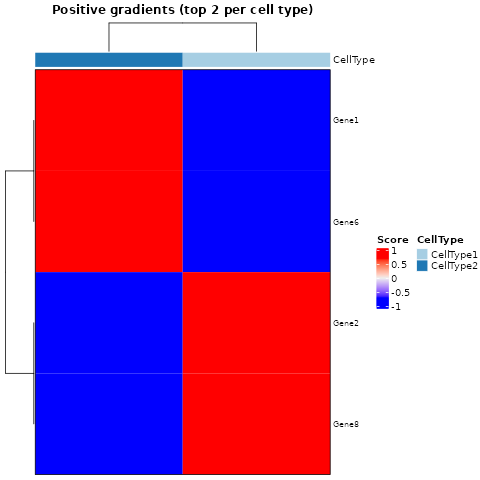 Positive gradients (top 2 per cell type)
CellType
Gene1
Gene6
Gene2
Gene8
Score
1
0.5
0
-0.5
-1
CellType
CellType1
CellType2